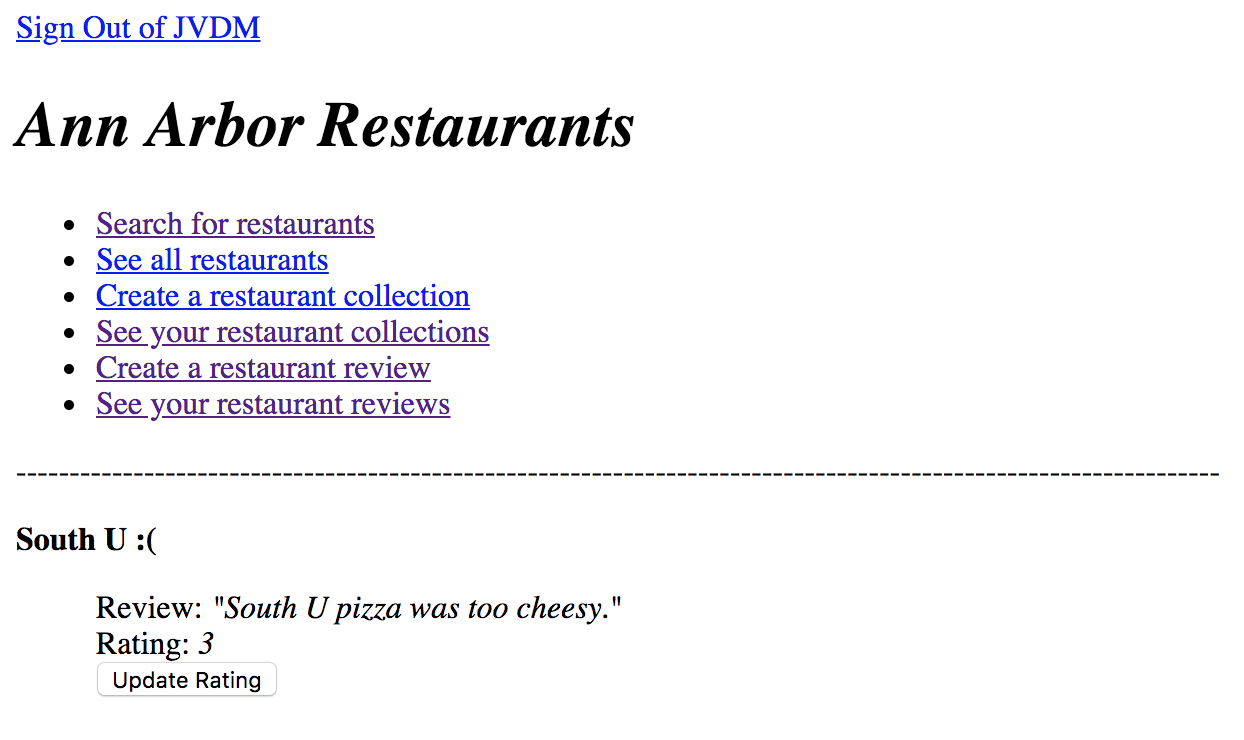 Sign Out of JVDM
Ann Arbor Restaurants
• Search for restaurants
• See all restaurants
• Create a restaurant collection
• See your restaurant collections
• Create a restaurant review
• See your restaurant reviews
-----------------------------------------------------------------------------------------------------------------
South U :(
Review: "South U pizza was too cheesy."
Rating: 3
Update Rating